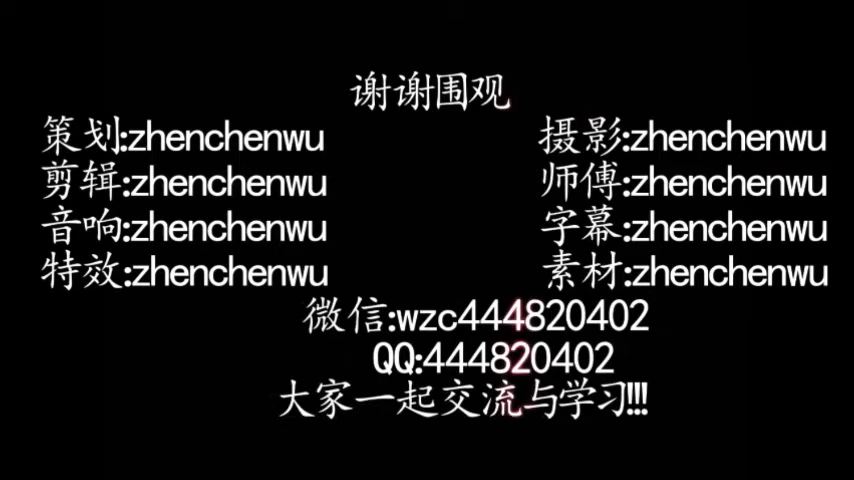 谢谢围观
策划:zhenchenwu 摄影:zhenchenwu
剪辑:zhenchenwu 师傅:zhenchenwu
音响:zhenchenwu 字幕:zhenchenwu
特效:zhenchenwu 素材:zhenchenwu
微信:wzc444820402
QQ:444820402
大家一起交流与学习!!!